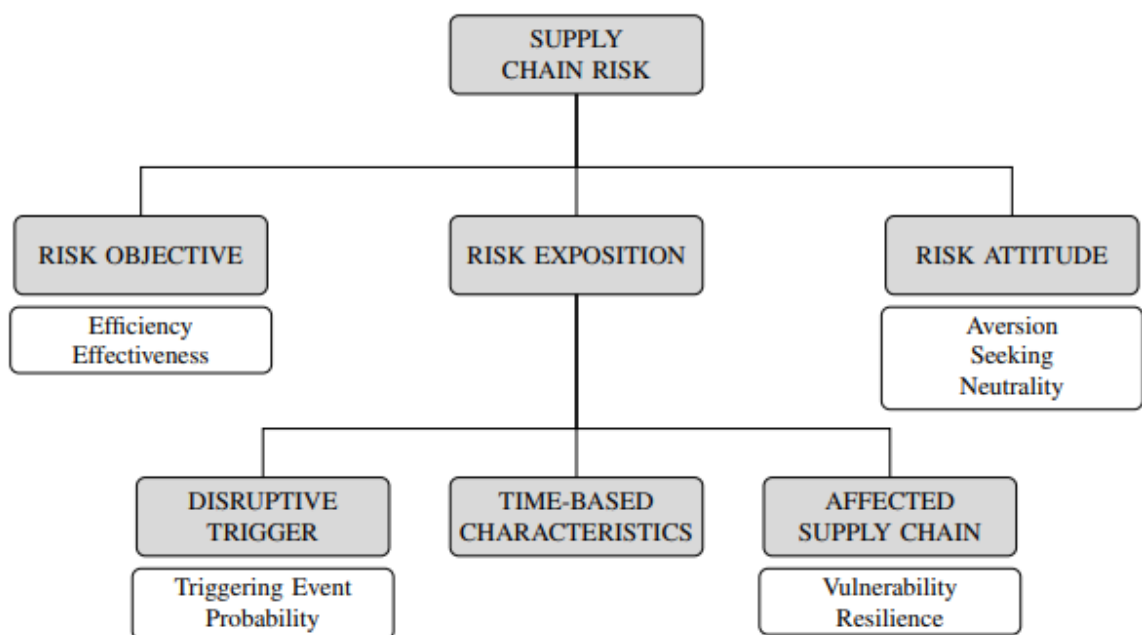 SUPPLY
CHAIN RISK
RISK OBJECTIVE
Efficiency
Effectiveness
RISK EXPOSITION
RISK ATTITUDE
Aversion
Seeking
Neutrality
DISRUPTIVE
TRIGGER
Triggering Event
Probability
TIME-BASED
CHARACTERISTICS
AFFECTED
SUPPLY CHAIN
Vulnerability
Resilience